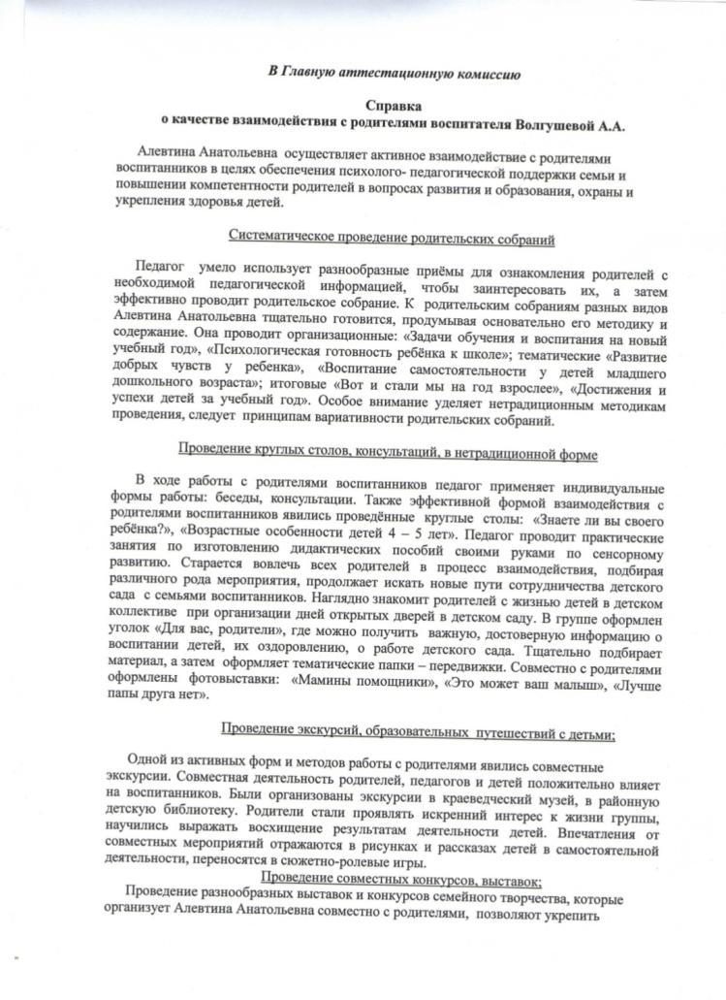 В Главную аттестационную комиссию
Справка
о качестве взаимодействия с родителями воспитателя Волгушевой А.А.
Алевтина Анатольевна осуществляет активное взаимодействие с родителями
воспитанников в целях обеспечения психолого- педагогической поддержки семьи и
повышении компетентности родителей в вопросах развития и образования, охраны и
укрепления здоровья детей.
Систематическое проведение родительских собраний
Педагог умело использует разнообразные приёмы для ознакомления родителей с
необходимой педагогической информацией, чтобы заинтересовать их, а затем
эффективно проводит родительское собрание. К родительским собраниям разных видов
Алевтина Анатольевна тщательно готовится, продумывая основательно его методику и
содержание. Она проводит организационные: «Задачи обучения и воспитания на новый
учебный год», «Психологическая готовность ребёнка к школе»; тематические «Развитие
добрых чувств у ребенка», «Воспитание самостоятельности у детей младшего
дошкольного возраста»; итоговые «Вот и стали мы на год взрослее», «Достижения и
успехи детей за учебный год». Особое внимание уделяет нетрадиционным методикам
проведения, следует принципам вариативности родительских собраний.
Проведение круглых столов, консультаций, в нетрадиционной форме
В ходе работы с родителями воспитанников педагог применяет индивидуальные
формы работы: беседы, консультации. Также эффективной формой взаимодействия с
родителями воспитанников явились проведённые круглые столы: «Знаете ли вы своего
ребёнка?», «Возрастные особенности детей 4 – 5 лет». Педагог проводит практические
занятия по изготовлению дидактических пособий своими руками по сенсорному
развитию. Старается вовлечь всех родителей в процесс взаимодействия, подбирая
различного рода мероприятия, продолжает искать новые пути сотрудничества детского
сада с семьями воспитанников. Наглядно знакомит родителей с жизнью детей в детском
коллективе при организации дней открытых дверей в детском саду. В группе оформлен
уголок «Для вас, родители», где можно получить важную, достоверную информацию о
воспитании детей, их оздоровлению, о работе детского сада. Тщательно подбирает
материал, а затем оформляет тематические папки – передвижки. Совместно с родителями
оформлены фотовыставки: «Мамины помощники», «Это может ваш малыш», «Лучше
папы друга нет».
Проведение экскурсий, образовательных путешествий с детьми;
Одной из активных форм и методов работы с родителями явились совместные
экскурсии. Совместная деятельность родителей, педагогов и детей положительно влияет
на воспитанников. Были организованы экскурсии в краеведческий музей, в районную
детскую библиотеку. Родители стали проявлять искренний интерес к жизни группы,
научились выражать восхищение результатам деятельности детей. Впечатления от
совместных мероприятий отражаются в рисунках и рассказах детей в самостоятельной
деятельности, переносятся в сюжетно-ролевые игры.
Проведение совместных конкурсов, выставок;
Проведение разнообразных выставок и конкурсов семейного творчества, которые
организует Алевтина Анатольевна совместно с родителями, позволяют укрепить